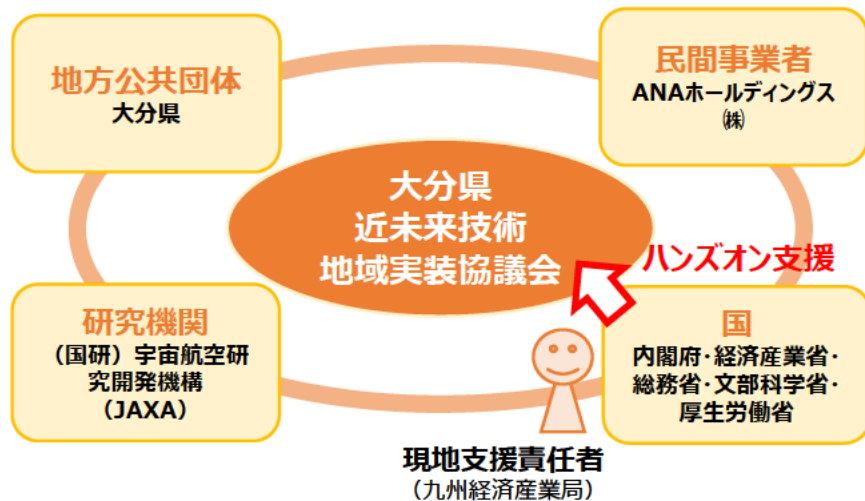 地方公共団体
大分県
民間事業者
ANAホールディングス
㈱
大分県
近未来技術
地域実装協議会
ハンズオン支援
研究機関
（国研）宇宙航空研
究開発機構
（JAXA）
国
内閣府・経済産業省・
総務省・文部科学省・
厚生労働省
現地支援責任者
（九州経済産業局）